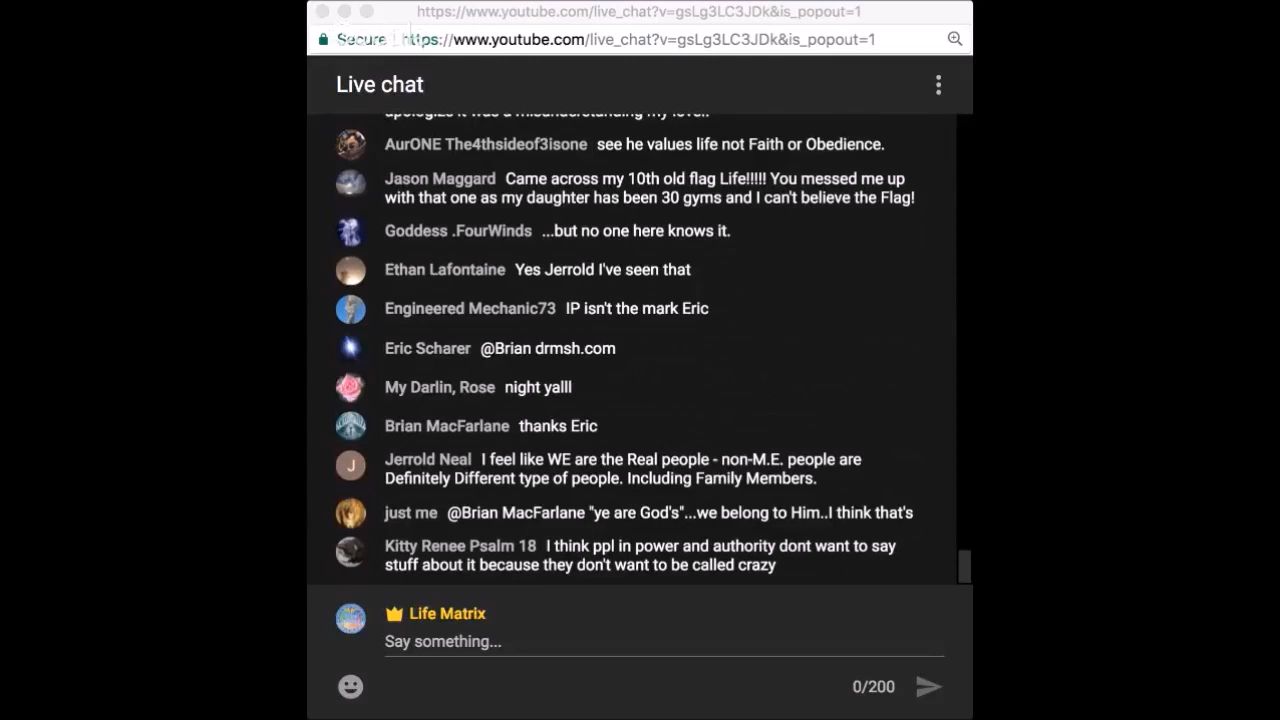 https://www.youtube.com/live_chat?v=gsLg3LC3JDk&is_popout=1
Secure https://www.youtube.com/live_chat?v=gsLg3LC3JDk&is_popout=1
Live chat
apologize it was a misunderstanding my love..
AurONE The4thsideof3isone see he values life not Faith or Obedience.
Jason Maggard Came across my 10th old flag Life!!!!! You messed me up
with that one as my daughter has been 30 gyms and I can't believe the Flag!
Goddess .FourWinds ...but no one here knows it.
Ethan Lafontaine Yes Jerrold I've seen that
Engineered Mechanic73 IP isn't the mark Eric
Eric Scharer @Brian drmsh.com
My Darlin, Rose night yalll
Brian MacFarlane thanks Eric
J
Jerrold Neal I feel like WE are the Real people - non-M.E. people are
Definitely Different type of people. Including Family Members.
just me @Brian MacFarlane "ye are God's"...we belong to Him..I think that's
Kitty Renee Psalm 18 I think ppl in power and authority dont want to say
stuff about it because they don't want to be called crazy
Life Matrix
Say something...
0/200